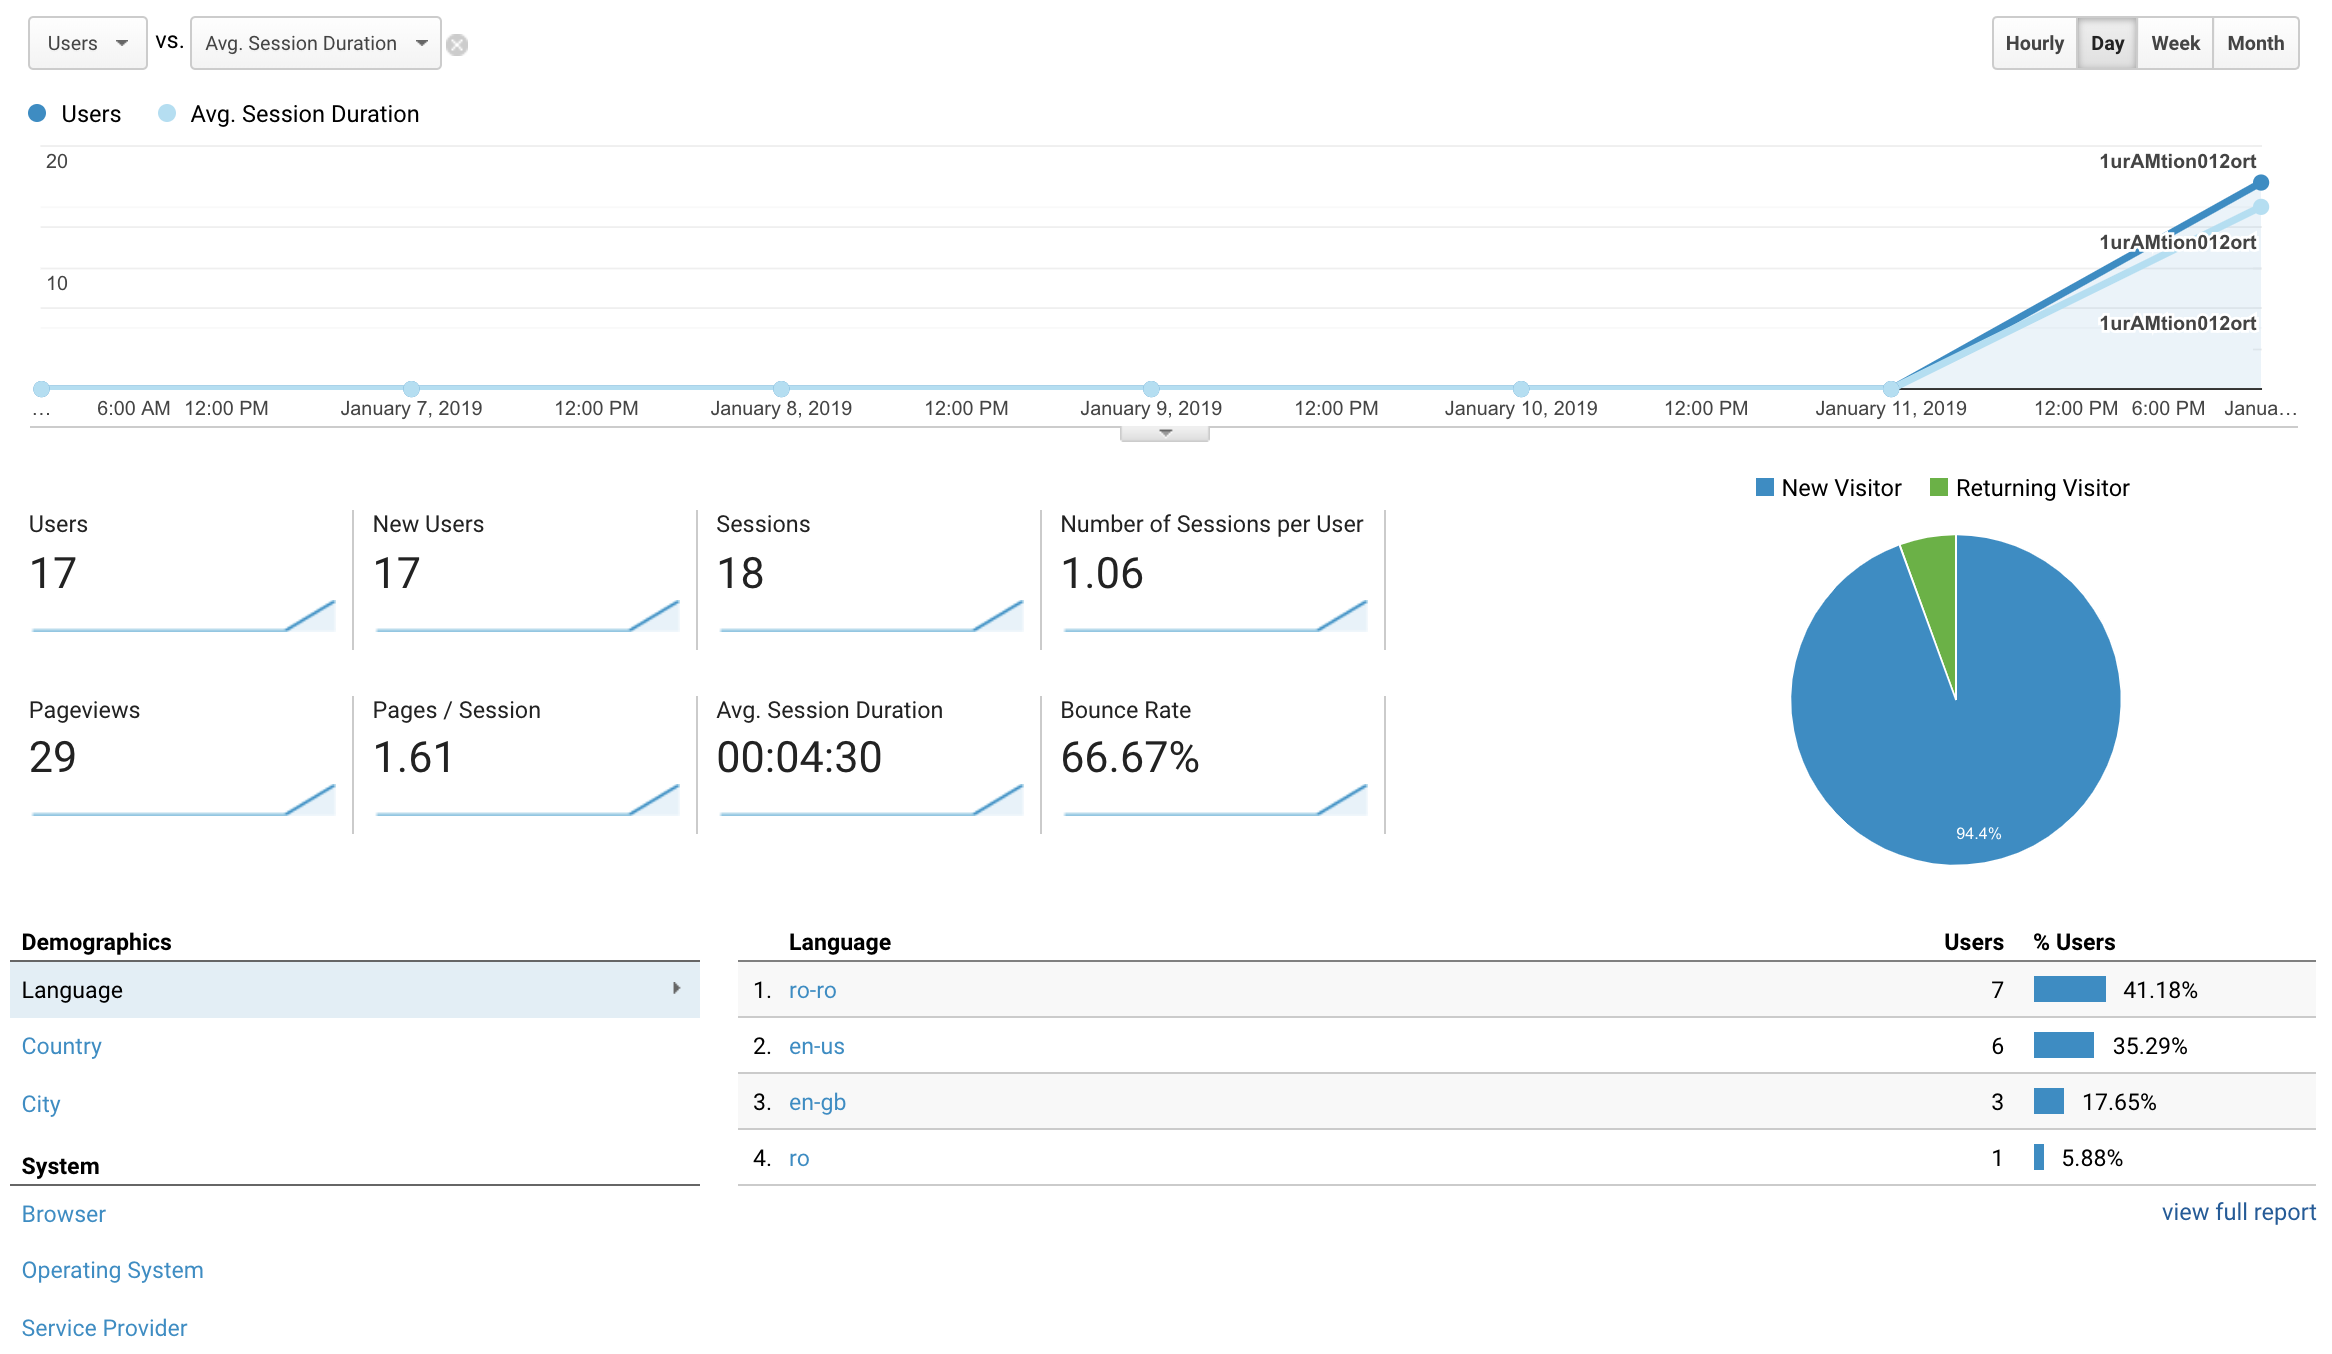 Users vs. Avg. Session Duration Hourly Day Week Month
Users Avg. Session Duration
20
1urAMtion012ort
1urAMtion012ort
10
1urAMtion012ort
... 6:00 AM 12:00 PM January 7, 2019 12:00 PM January 8, 2019 12:00 PM January 9, 2019 12:00 PM January 10, 2019 12:00 PM January 11, 2019 12:00 PM 6:00 PM Janua...
New Visitor Returning Visitor
Users New Users Sessions Number of Sessions per User
17 17 18 1.06
Pageviews Pages / Session Avg. Session Duration Bounce Rate
29 1.61 00:04:30 66.67%
94.4%
Demographics
Language
Country
City
System
Browser
Operating System
Service Provider
Language Users % Users
1. ro-ro 7 41.18%
2. en-us 6 35.29%
3. en-gb 3 17.65%
4. ro 1 5.88%
view full report